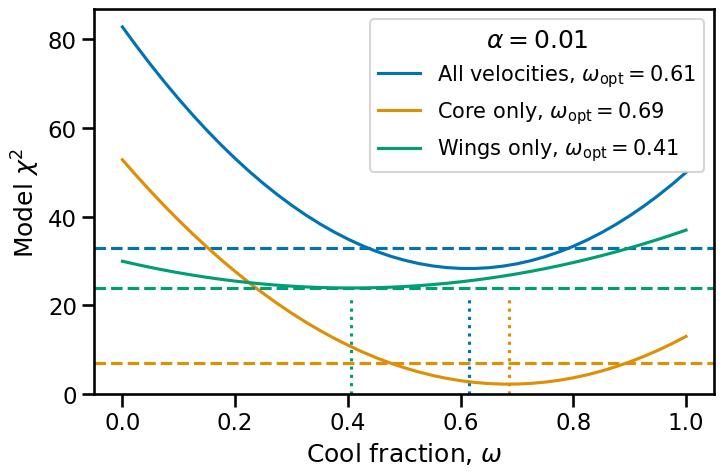 α = 0.01
All velocities, ω_opt = 0.61
Core only, ω_opt = 0.69
Wings only, ω_opt = 0.41
Model χ²
80
60
40
20
0
0.0 0.2 0.4 0.6 0.8 1.0
Cool fraction, ω